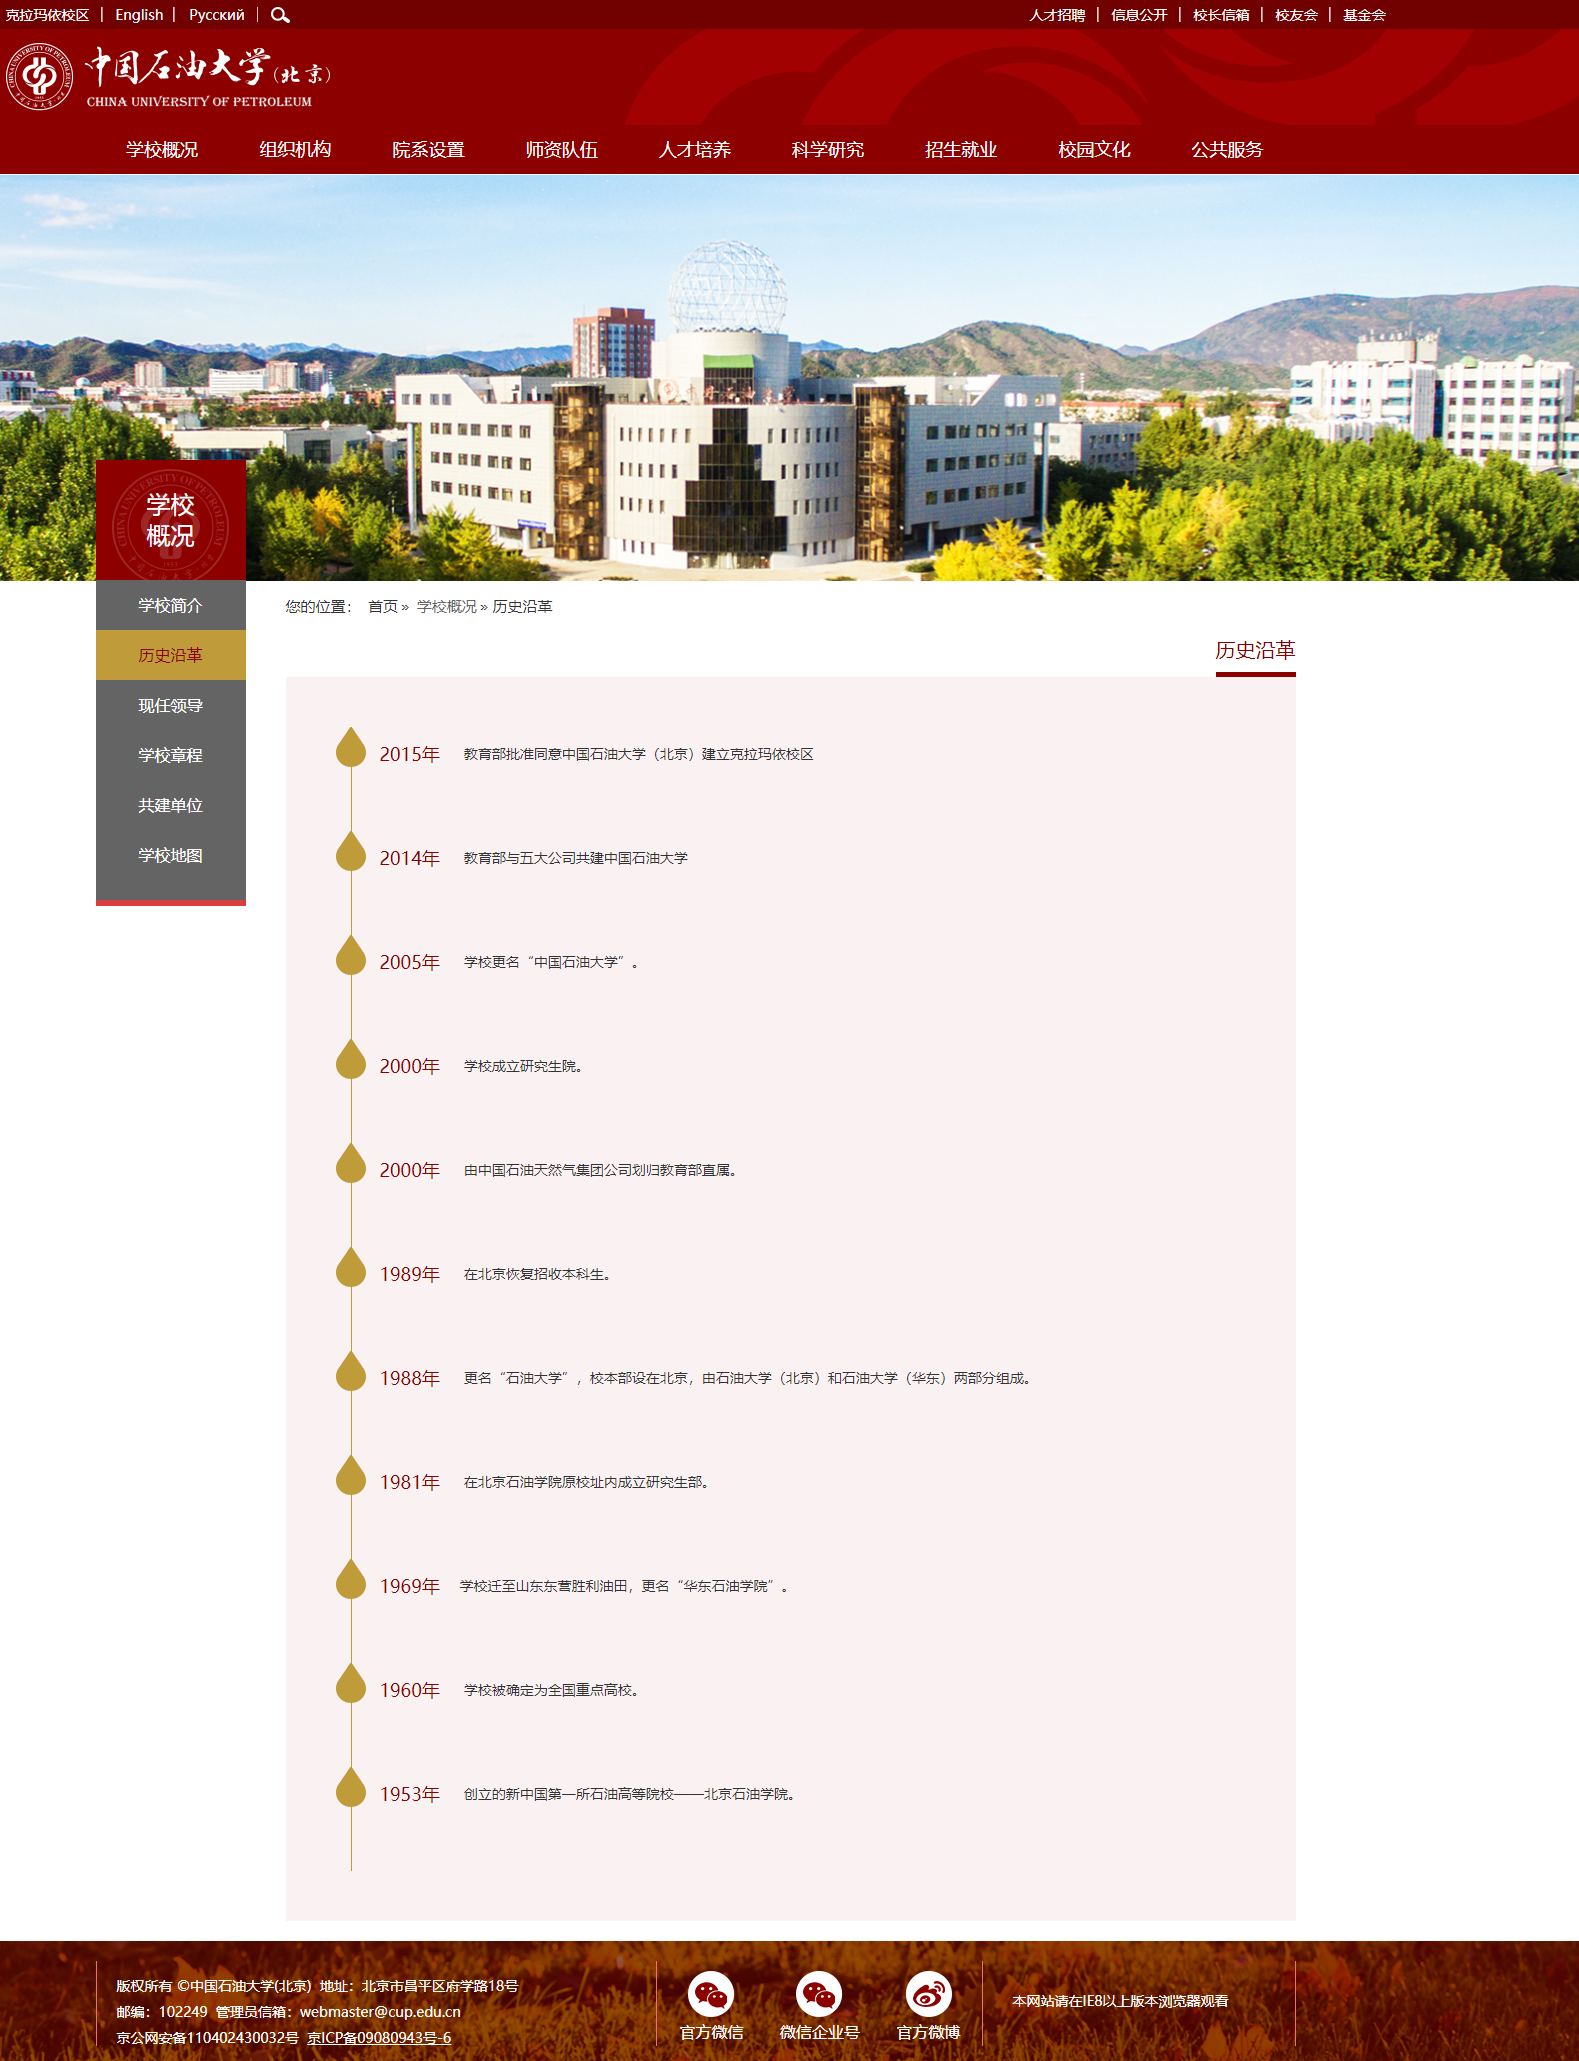 克拉玛依校区 | English | Русский |
人才招聘 | 信息公开 | 校长信箱 | 校友会 | 基金会
中国石油大学(北京)
CHINA UNIVERSITY OF PETROLEUM
学校概况 组织机构 院系设置 师资队伍 人才培养 科学研究 招生就业 校园文化 公共服务
学校
概况
学校简介
历史沿革
现任领导
学校章程
共建单位
学校地图
您的位置： 首页 » 学校概况 » 历史沿革
历史沿革
2015年 教育部批准同意中国石油大学（北京）建立克拉玛依校区
2014年 教育部与五大公司共建中国石油大学
2005年 学校更名“中国石油大学”。
2000年 学校成立研究生院。
2000年 由中国石油天然气集团公司划归教育部直属。
1989年 在北京恢复招收本科生。
1988年 更名“石油大学”，校本部设在北京，由石油大学（北京）和石油大学（华东）两部分组成。
1981年 在北京石油学院原校址内成立研究生部。
1969年 学校迁至山东东营胜利油田，更名“华东石油学院”。
1960年 学校被确定为全国重点高校。
1953年 创立的新中国第一所石油高等院校——北京石油学院。
版权所有 ©中国石油大学(北京) 地址：北京市昌平区府学路18号
邮编：102249 管理员信箱：webmaster@cup.edu.cn
京公网安备110402430032号 京ICP备09080943号-6
官方微信 微信企业号 官方微博
本网站请在IE8以上版本浏览器观看